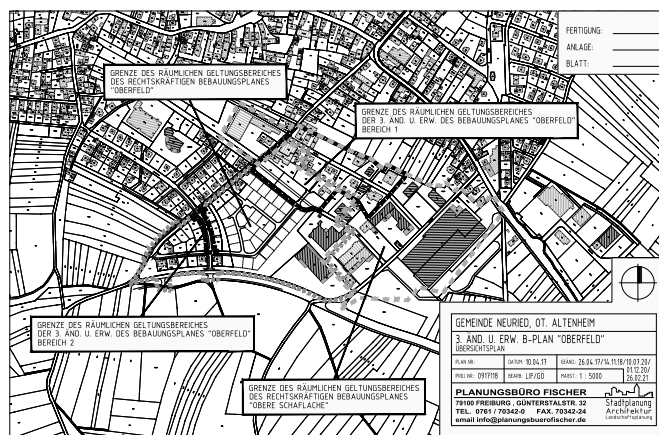 FERTIGUNG:
ANLAGE:
BLATT:
GRENZE DES RÄUMLICHEN GELTUNGSBEREICHES
DES RECHTSKRÄFTIGEN BEBAUUNGSPLANES
"OBERFELD"
GRENZE DES RÄUMLICHEN GELTUNGSBEREICHES
DER 3. ÄND. U. ERW. DES BEBAUUNGSPLANES "OBERFELD"
BEREICH 1
GRENZE DES RÄUMLICHEN GELTUNGSBEREICHES
DER 3. ÄND. U. ERW. DES BEBAUUNGSPLANES "OBERFELD"
BEREICH 2
GRENZE DES RÄUMLICHEN GELTUNGSBEREICHES
DES RECHTSKRÄFTIGEN BEBAUUNGSPLANES
"OBERE SCHAFLACHE"
GEMEINDE NEURIED, OT. ALTENHEIM
3. ÄND. U. ERW. B-PLAN "OBERFELD"
ÜBERSICHTSPLAN
PLAN NR: DATUM: 10.04.17 GEÄND: 26.04.17/14.11.18/10.07.20/
01.12.20/
PROJ NR: 0917118 BEARB: LIF/GÖ MABST: 1 : 5000 26.02.21
PLANUNGSBÜRO FISCHER
79100 FREIBURG . GÜNTERSTALSTR. 32
TEL. 0761 / 70342-0 FAX. 70342-24
email info@planungsbuerofischer.de
Stadtplanung
Architektur
Landschaftsplanung